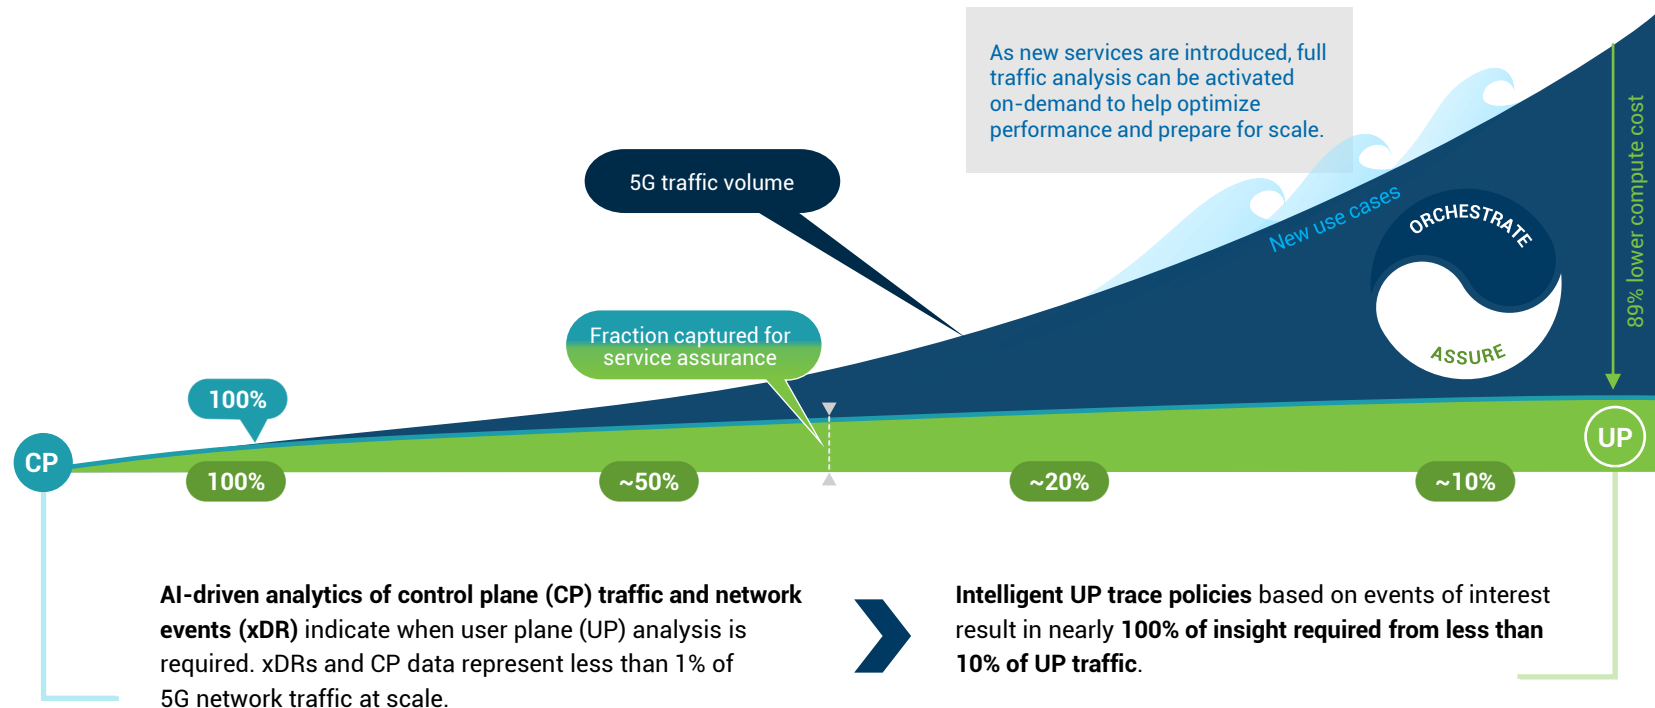 As new services are introduced, full
traffic analysis can be activated
on-demand to help optimize
performance and prepare for scale.
5G traffic volume
New use cases
ORCHESTRATE
ASSURE
89% lower compute cost
Fraction captured for
service assurance
100%
CP
UP
100%
~50%
~20%
~10%
AI-driven analytics of control plane (CP) traffic and network
events (xDR) indicate when user plane (UP) analysis is
required. xDRs and CP data represent less than 1% of
5G network traffic at scale.
Intelligent UP trace policies based on events of interest
result in nearly 100% of insight required from less than
10% of UP traffic.